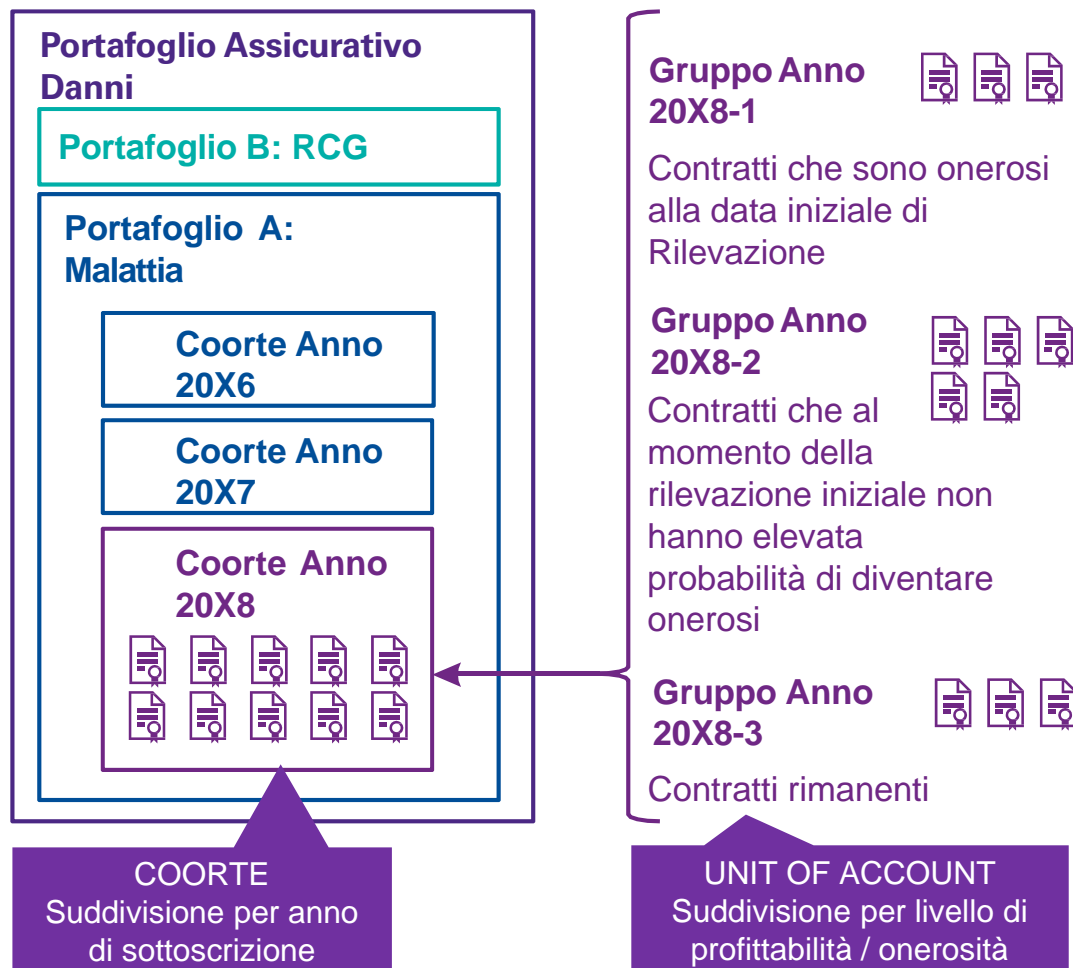 Portafoglio Assicurativo
Danni
Portafoglio B: RCG
Portafoglio A:
Malattia
Coorte Anno
20X6
Coorte Anno
20X7
Coorte Anno
20X8
COORTE
Suddivisione per anno
di sottoscrizione
Gruppo Anno
20X8-1
Contratti che sono onerosi
alla data iniziale di
Rilevazione
Gruppo Anno
20X8-2
Contratti che al
momento della
rilevazione iniziale non
hanno elevata
probabilità di diventare
onerosi
Gruppo Anno
20X8-3
Contratti rimanenti
UNIT OF ACCOUNT
Suddivisione per livello di
profittabilità / onerosità